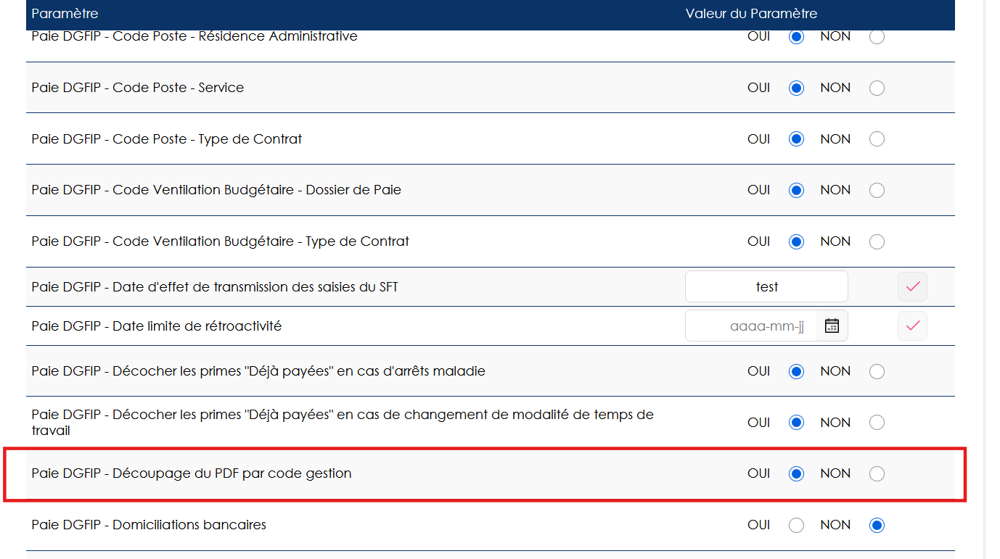 Paramètre Valeur du Paramètre
Paie DGFIP - Code Poste - Résidence Administrative OUI NON
Paie DGFIP - Code Poste - Service OUI NON
Paie DGFIP - Code Poste - Type de Contrat OUI NON
Paie DGFIP - Code Ventilation Budgétaire - Dossier de Paie OUI NON
Paie DGFIP - Code Ventilation Budgétaire - Type de Contrat OUI NON
Paie DGFIP - Date d'effet de transmission des saisies du SFT test
Paie DGFIP - Date limite de rétroactivité aaaa-mm-jj
Paie DGFIP - Décocher les primes "Déjà payées" en cas d'arrêts maladie OUI NON
Paie DGFIP - Décocher les primes "Déjà payées" en cas de changement de modalité de temps de
travail OUI NON
Paie DGFIP - Découpage du PDF par code gestion OUI NON
Paie DGFIP - Domiciliations bancaires OUI NON